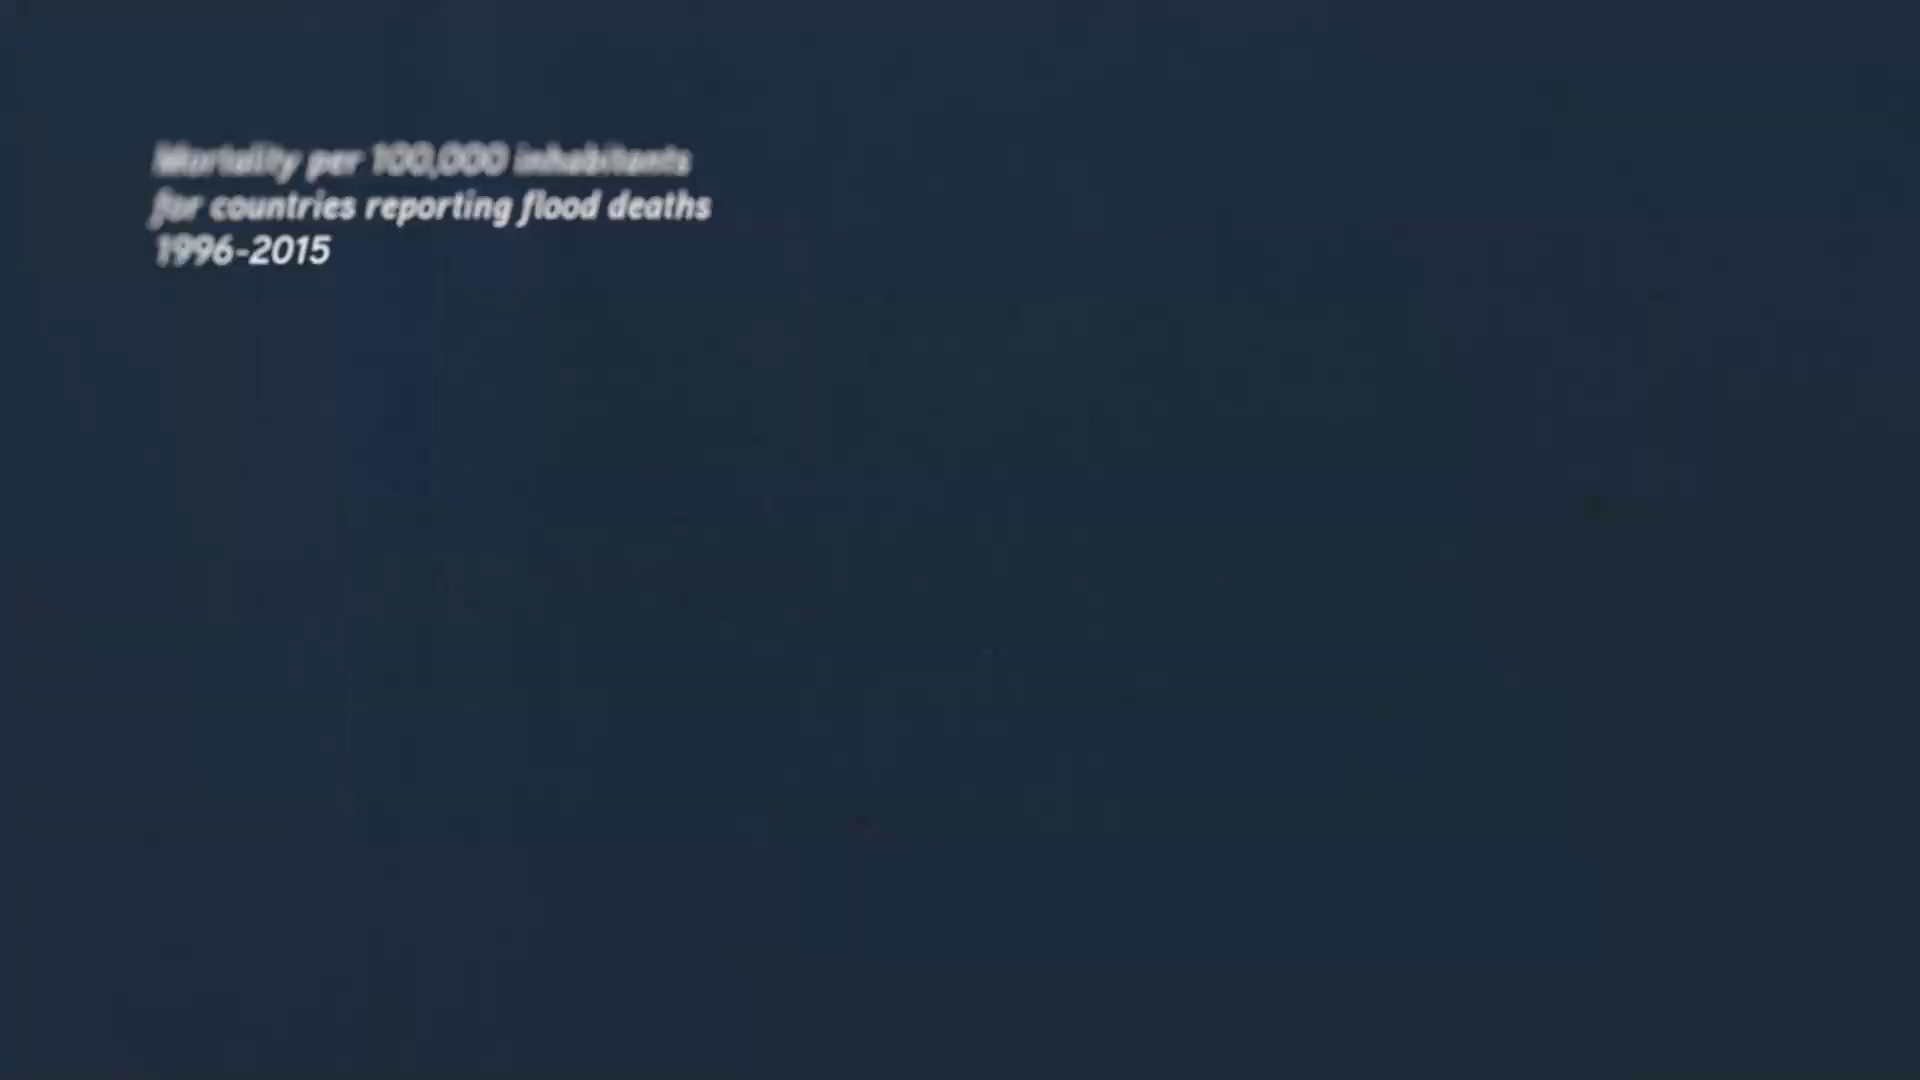 Mortality per 100,000 inhabitants
for countries reporting flood deaths
1996-2015